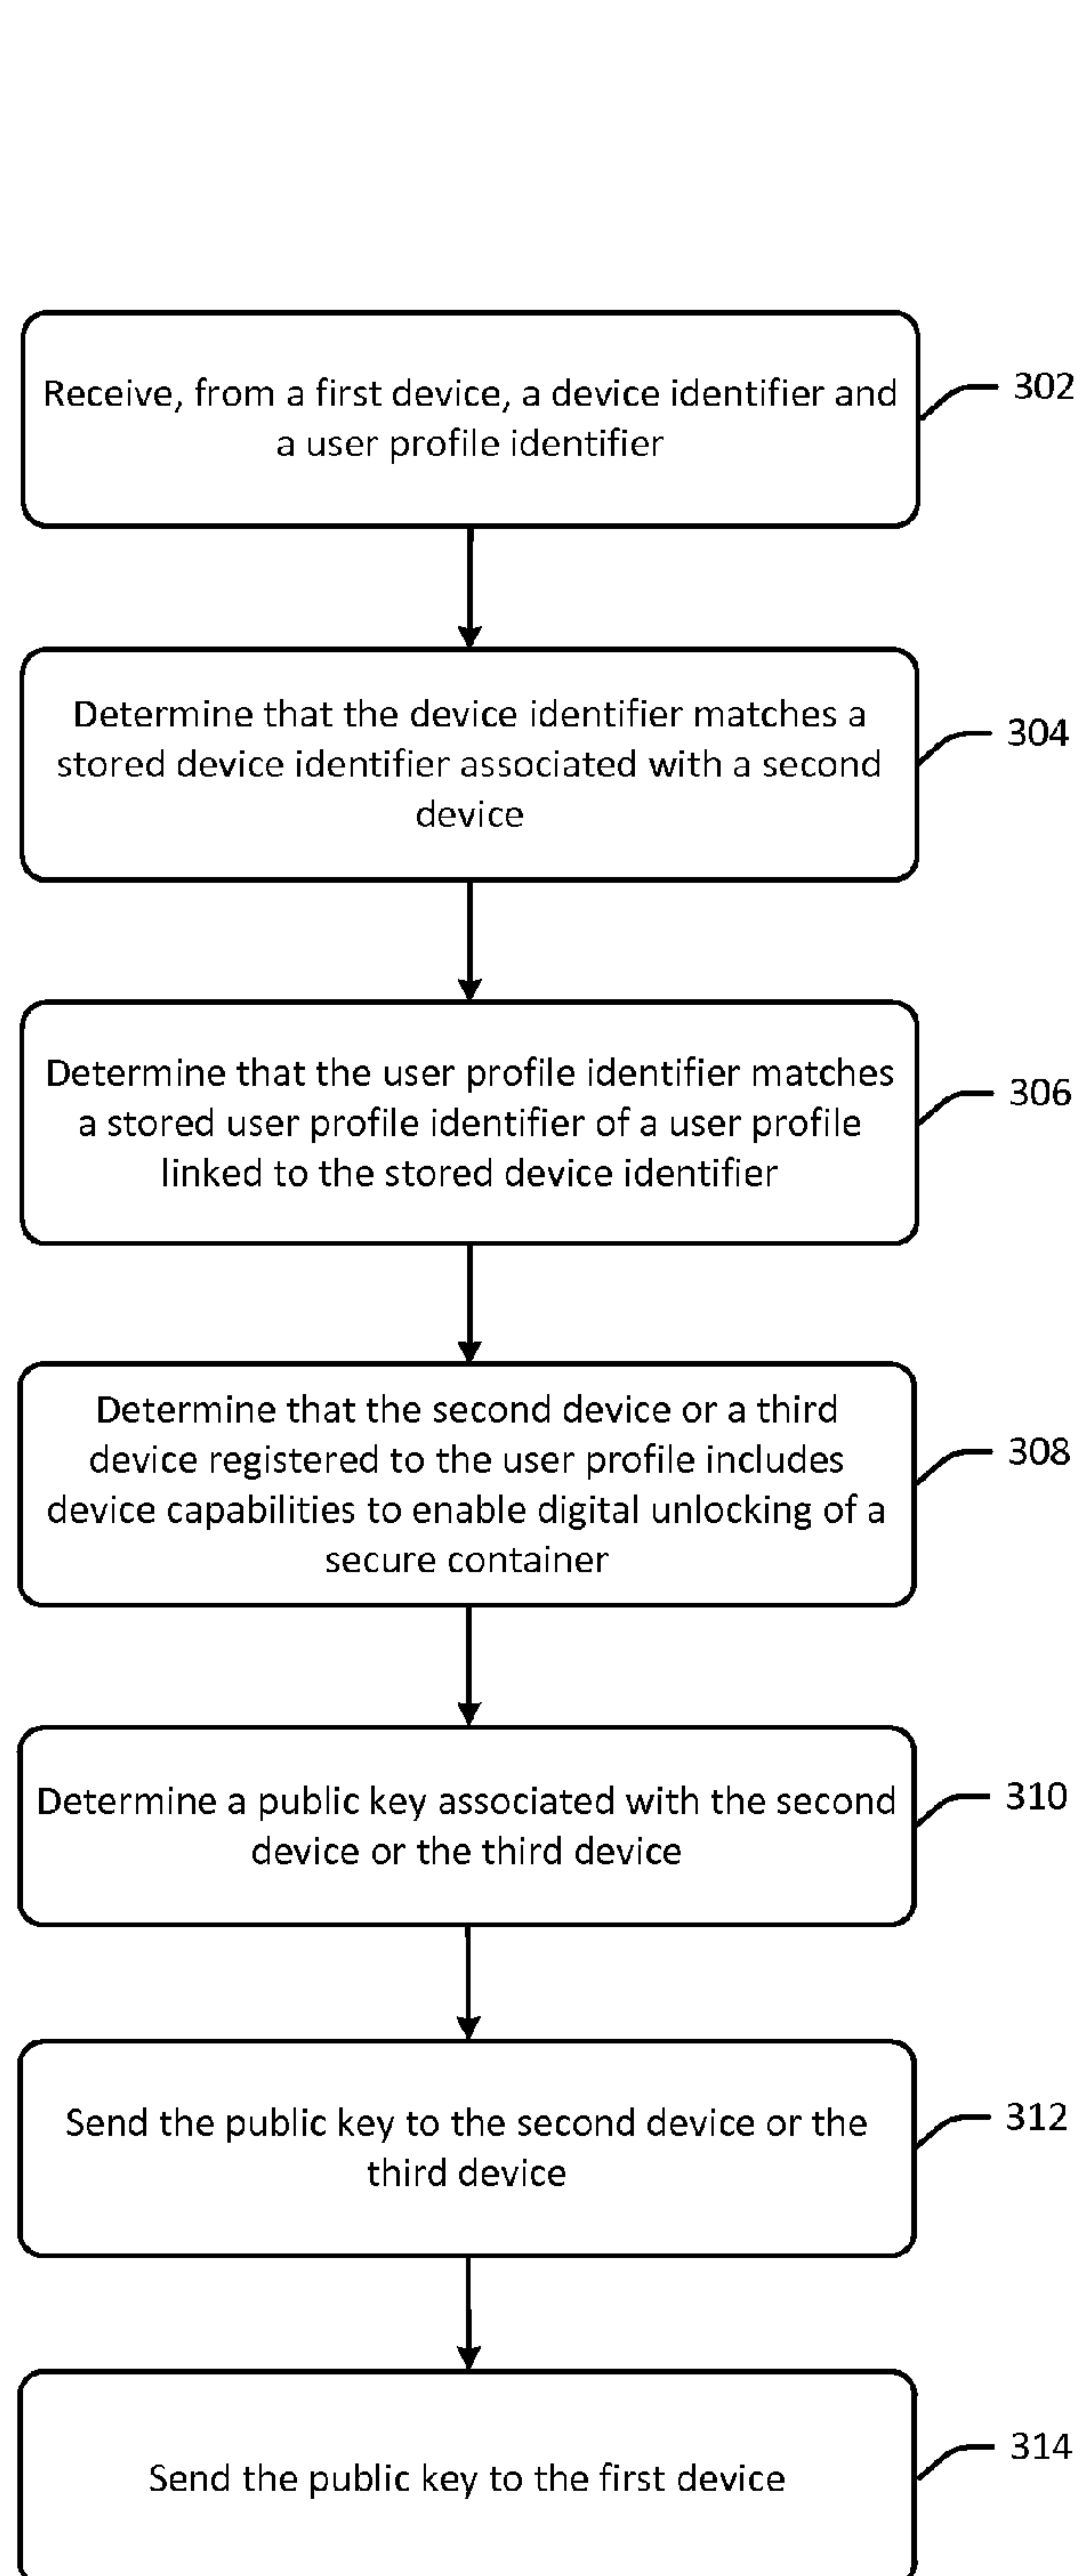 Receive, from a first device, a device identifier and
a user profile identifier
302
Determine that the device identifier matches a
stored device identifier associated with a second
device
304
Determine that the user profile identifier matches
a stored user profile identifier of a user profile
linked to the stored device identifier
306
Determine that the second device or a third
device registered to the user profile includes
device capabilities to enable digital unlocking of a
secure container
308
Determine a public key associated with the second
device or the third device
310
Send the public key to the second device or the
third device
312
Send the public key to the first device
314